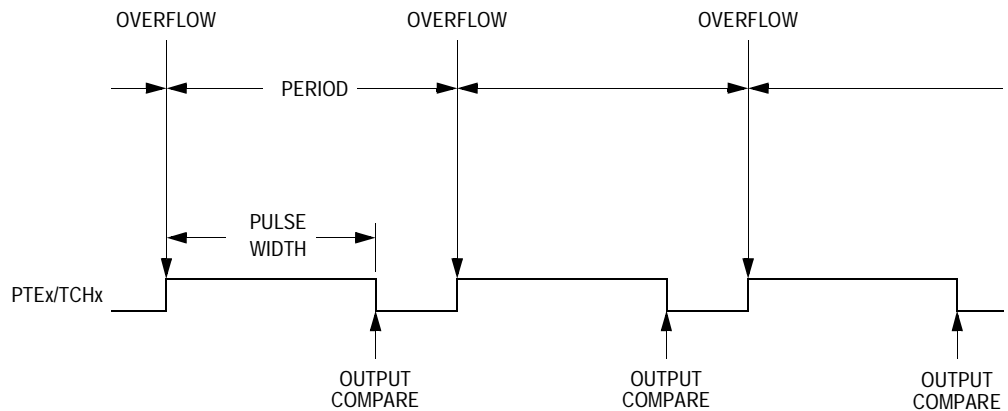 OVERFLOW OVERFLOW OVERFLOW
PERIOD
PULSE
WIDTH
PTEx/TCHx
OUTPUT
COMPARE
OUTPUT
COMPARE
OUTPUT
COMPARE